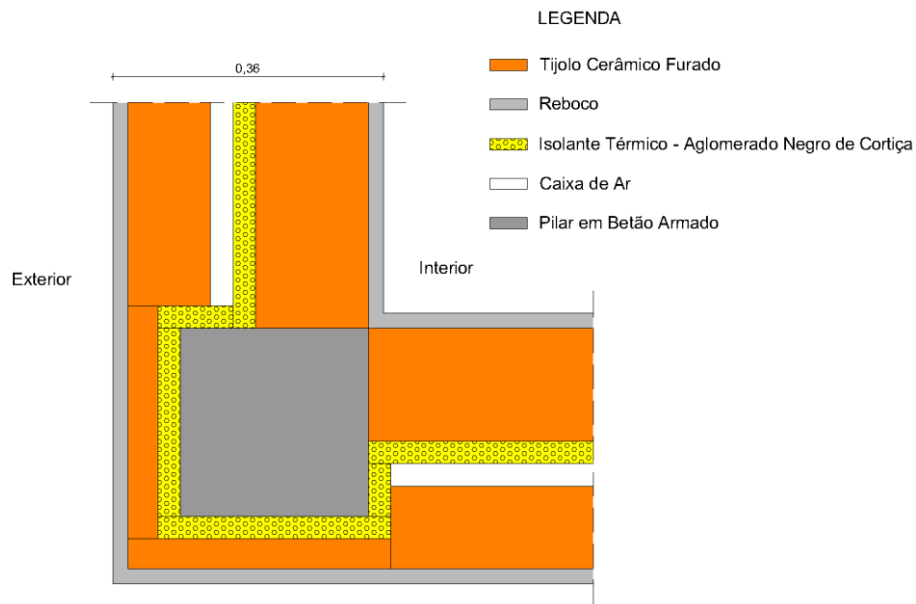 LEGENDA
0,36
Tijolo Cerâmico Furado
Reboco
Isolante Térmico - Aglomerado Negro de Cortiça
Caixa de Ar
Pilar em Betão Armado
Exterior
Interior